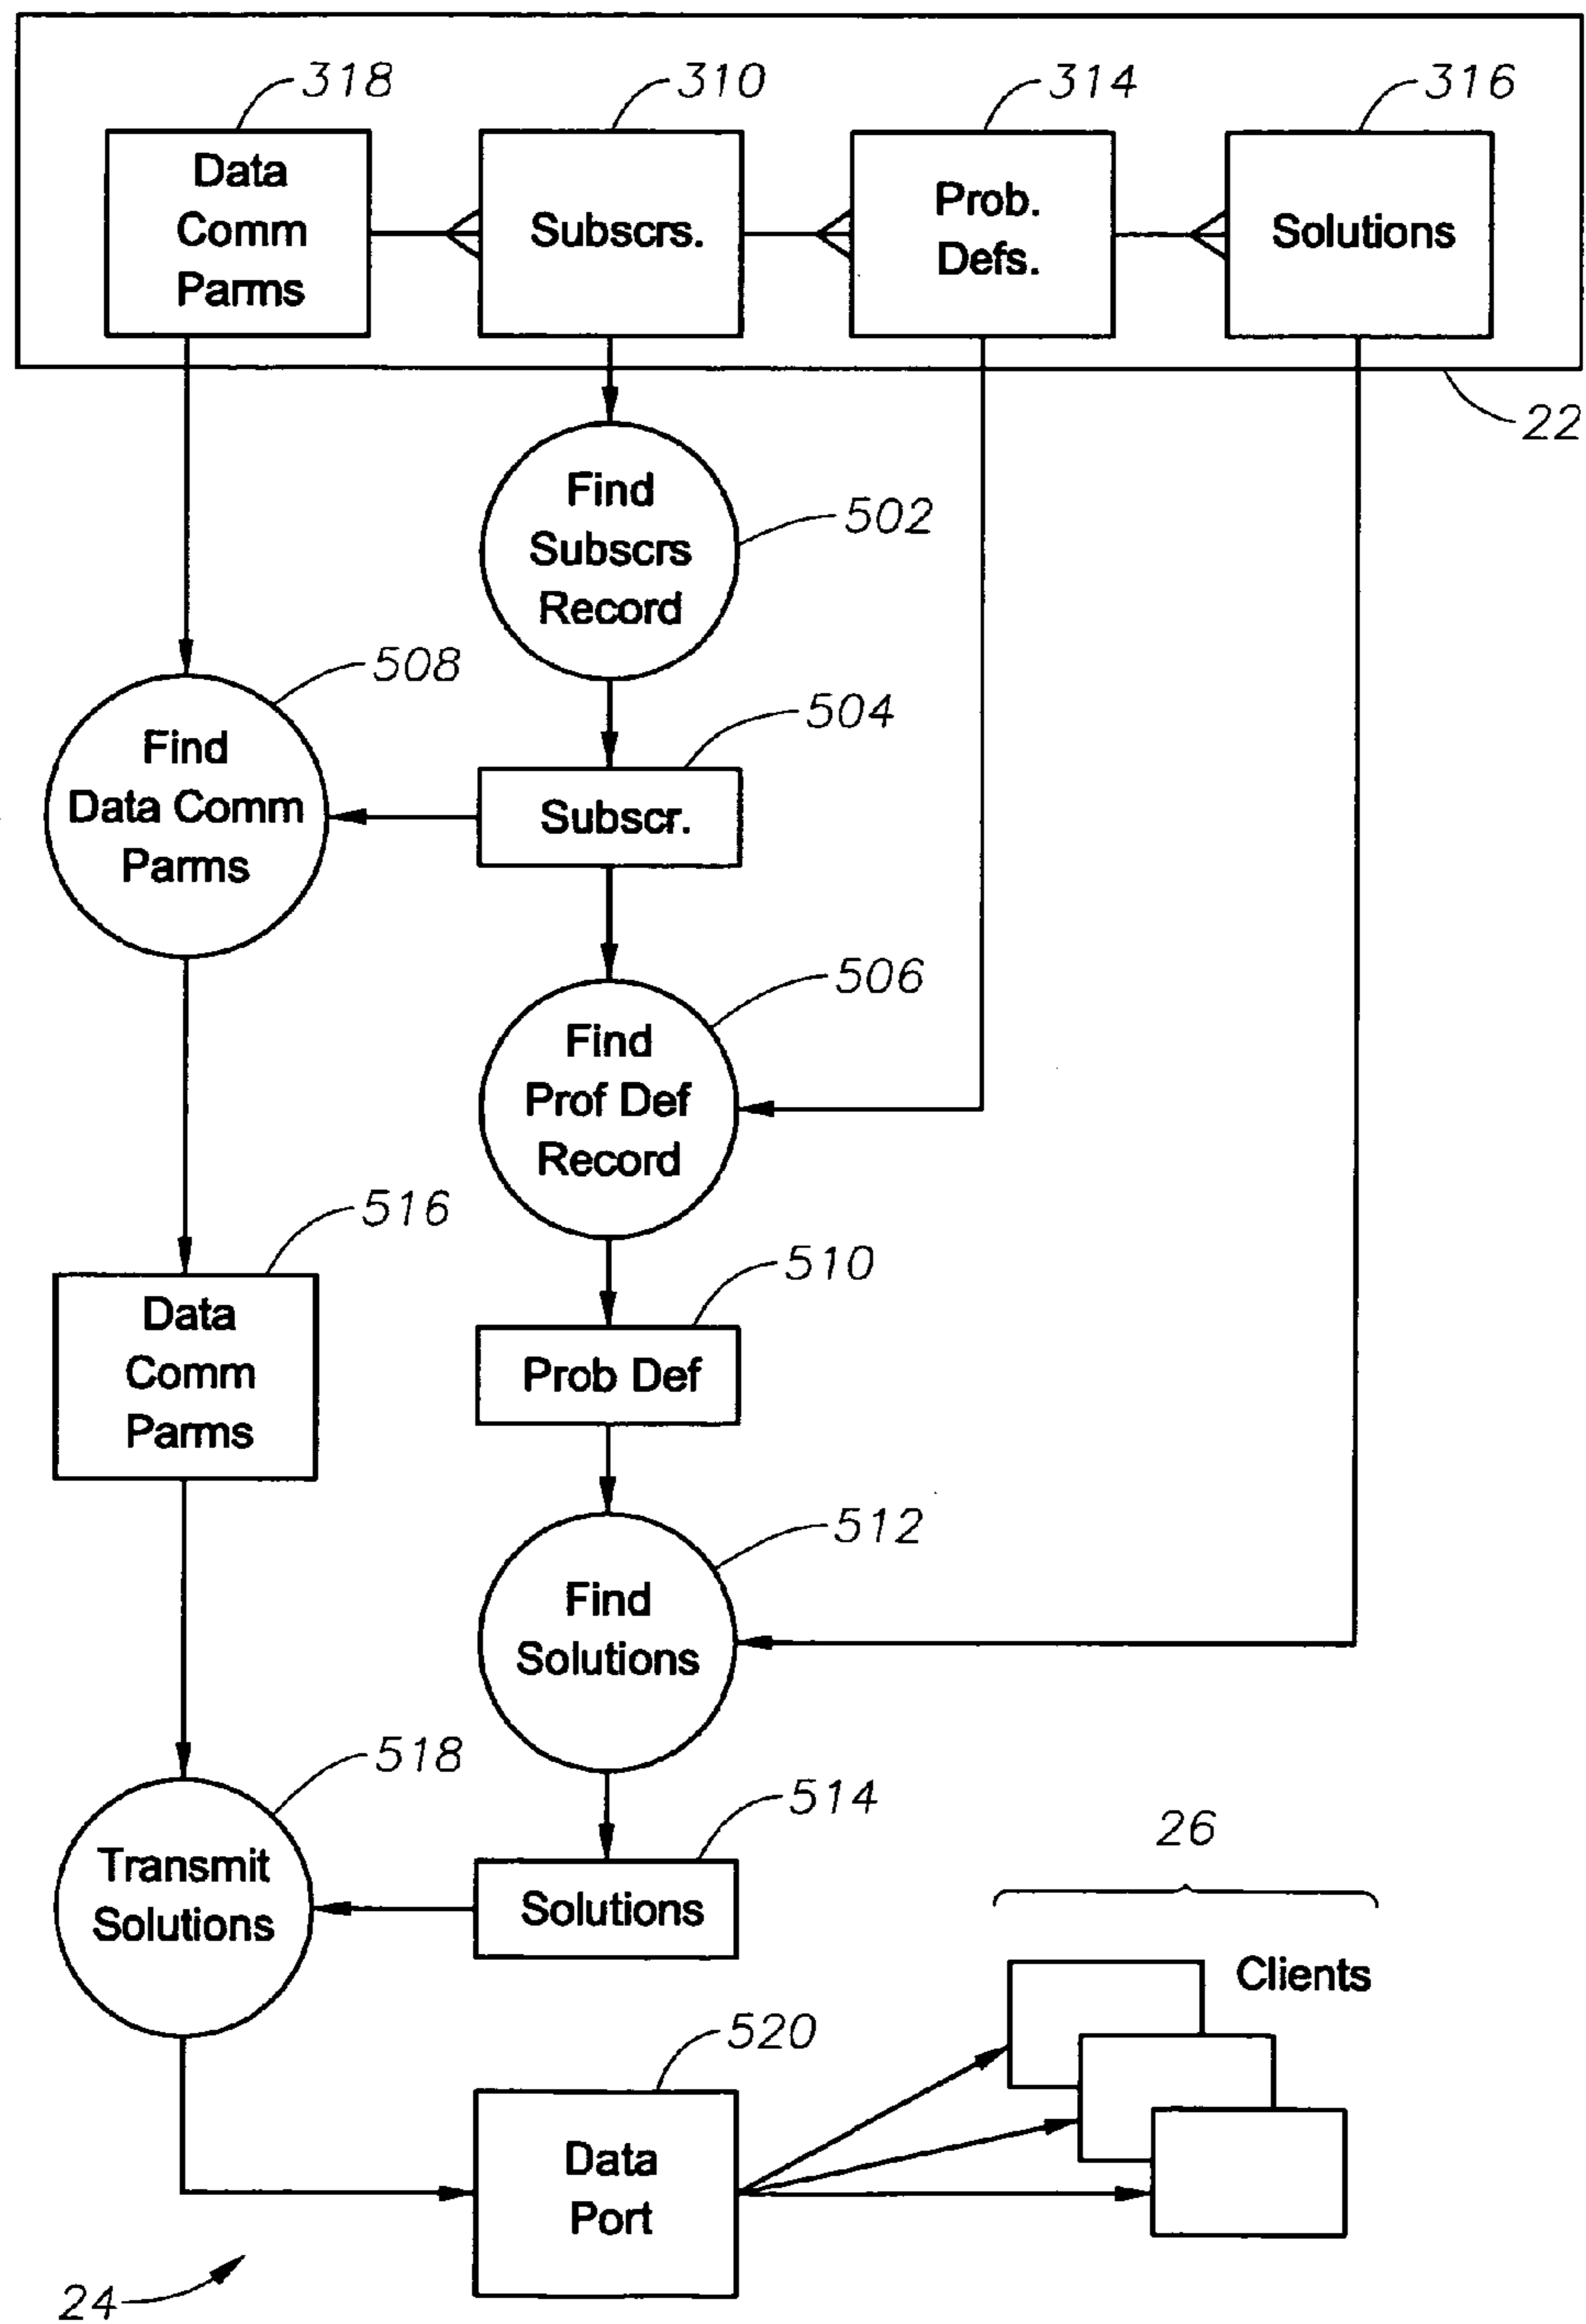 318
310
314
316
Data
Comm
Parms
Subscrs.
Prob.
Defs.
Solutions
22
Find
Subscrs
Record
502
508
504
Find
Data Comm
Parms
Subscr.
506
Find
Prof Def
Record
516
510
Data
Comm
Parms
Prob Def
512
Find
Solutions
518
514
26
Transmit
Solutions
Solutions
Clients
520
Data
Port
24